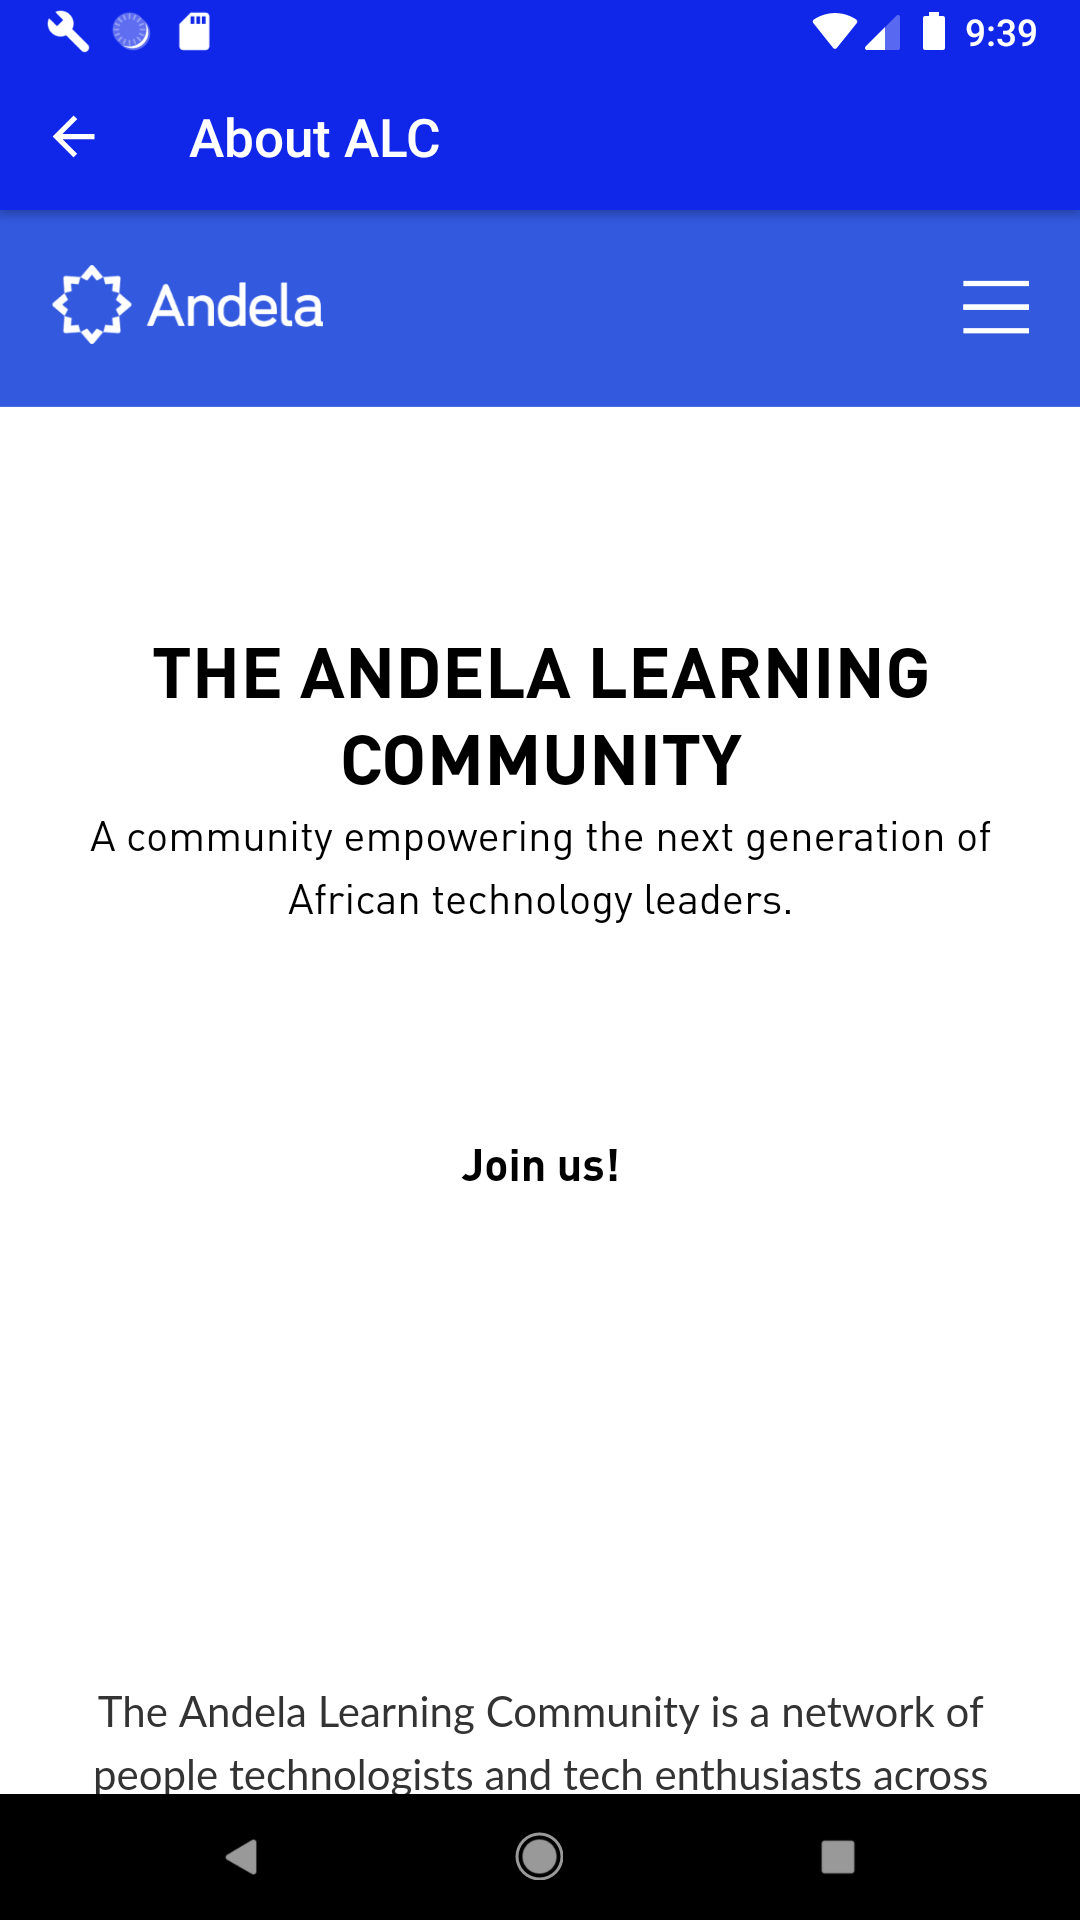 9:39
About ALC
Andela
THE ANDELA LEARNING
COMMUNITY
A community empowering the next generation of
African technology leaders.
Join us!
The Andela Learning Community is a network of
people technologists and tech enthusiasts across